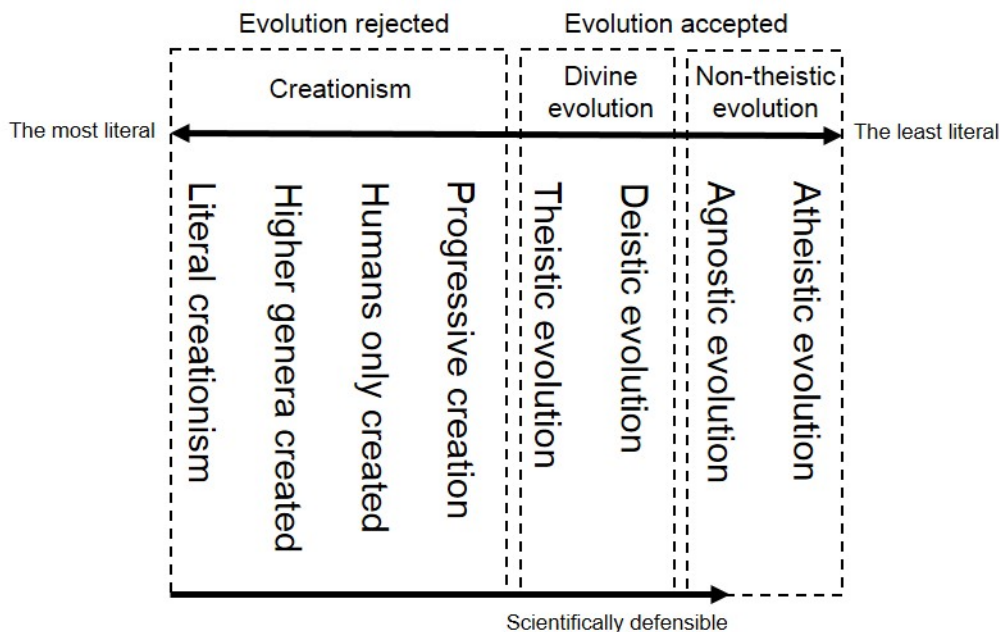 Evolution rejected
Evolution accepted
Creationism
Divine
evolution
Non-theistic
evolution
The most literal
The least literal
Literal creationism
Higher genera created
Humans only created
Progressive creation
Theistic evolution
Deistic evolution
Agnostic evolution
Atheistic evolution
Scientifically defensible